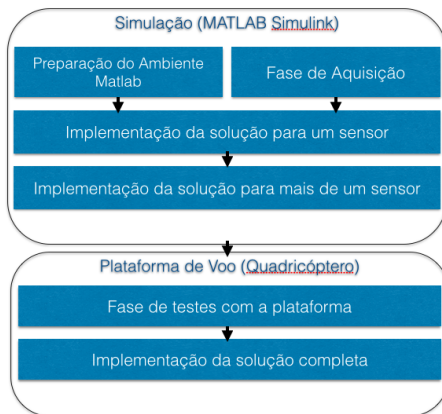 Simulação (MATLAB Simulink)
Preparação do Ambiente
Matlab
Fase de Aquisição
Implementação da solução para um sensor
Implementação da solução para mais de um sensor
Plataforma de Voo (Quadricóptero)
Fase de testes com a plataforma
Implementação da solução completa